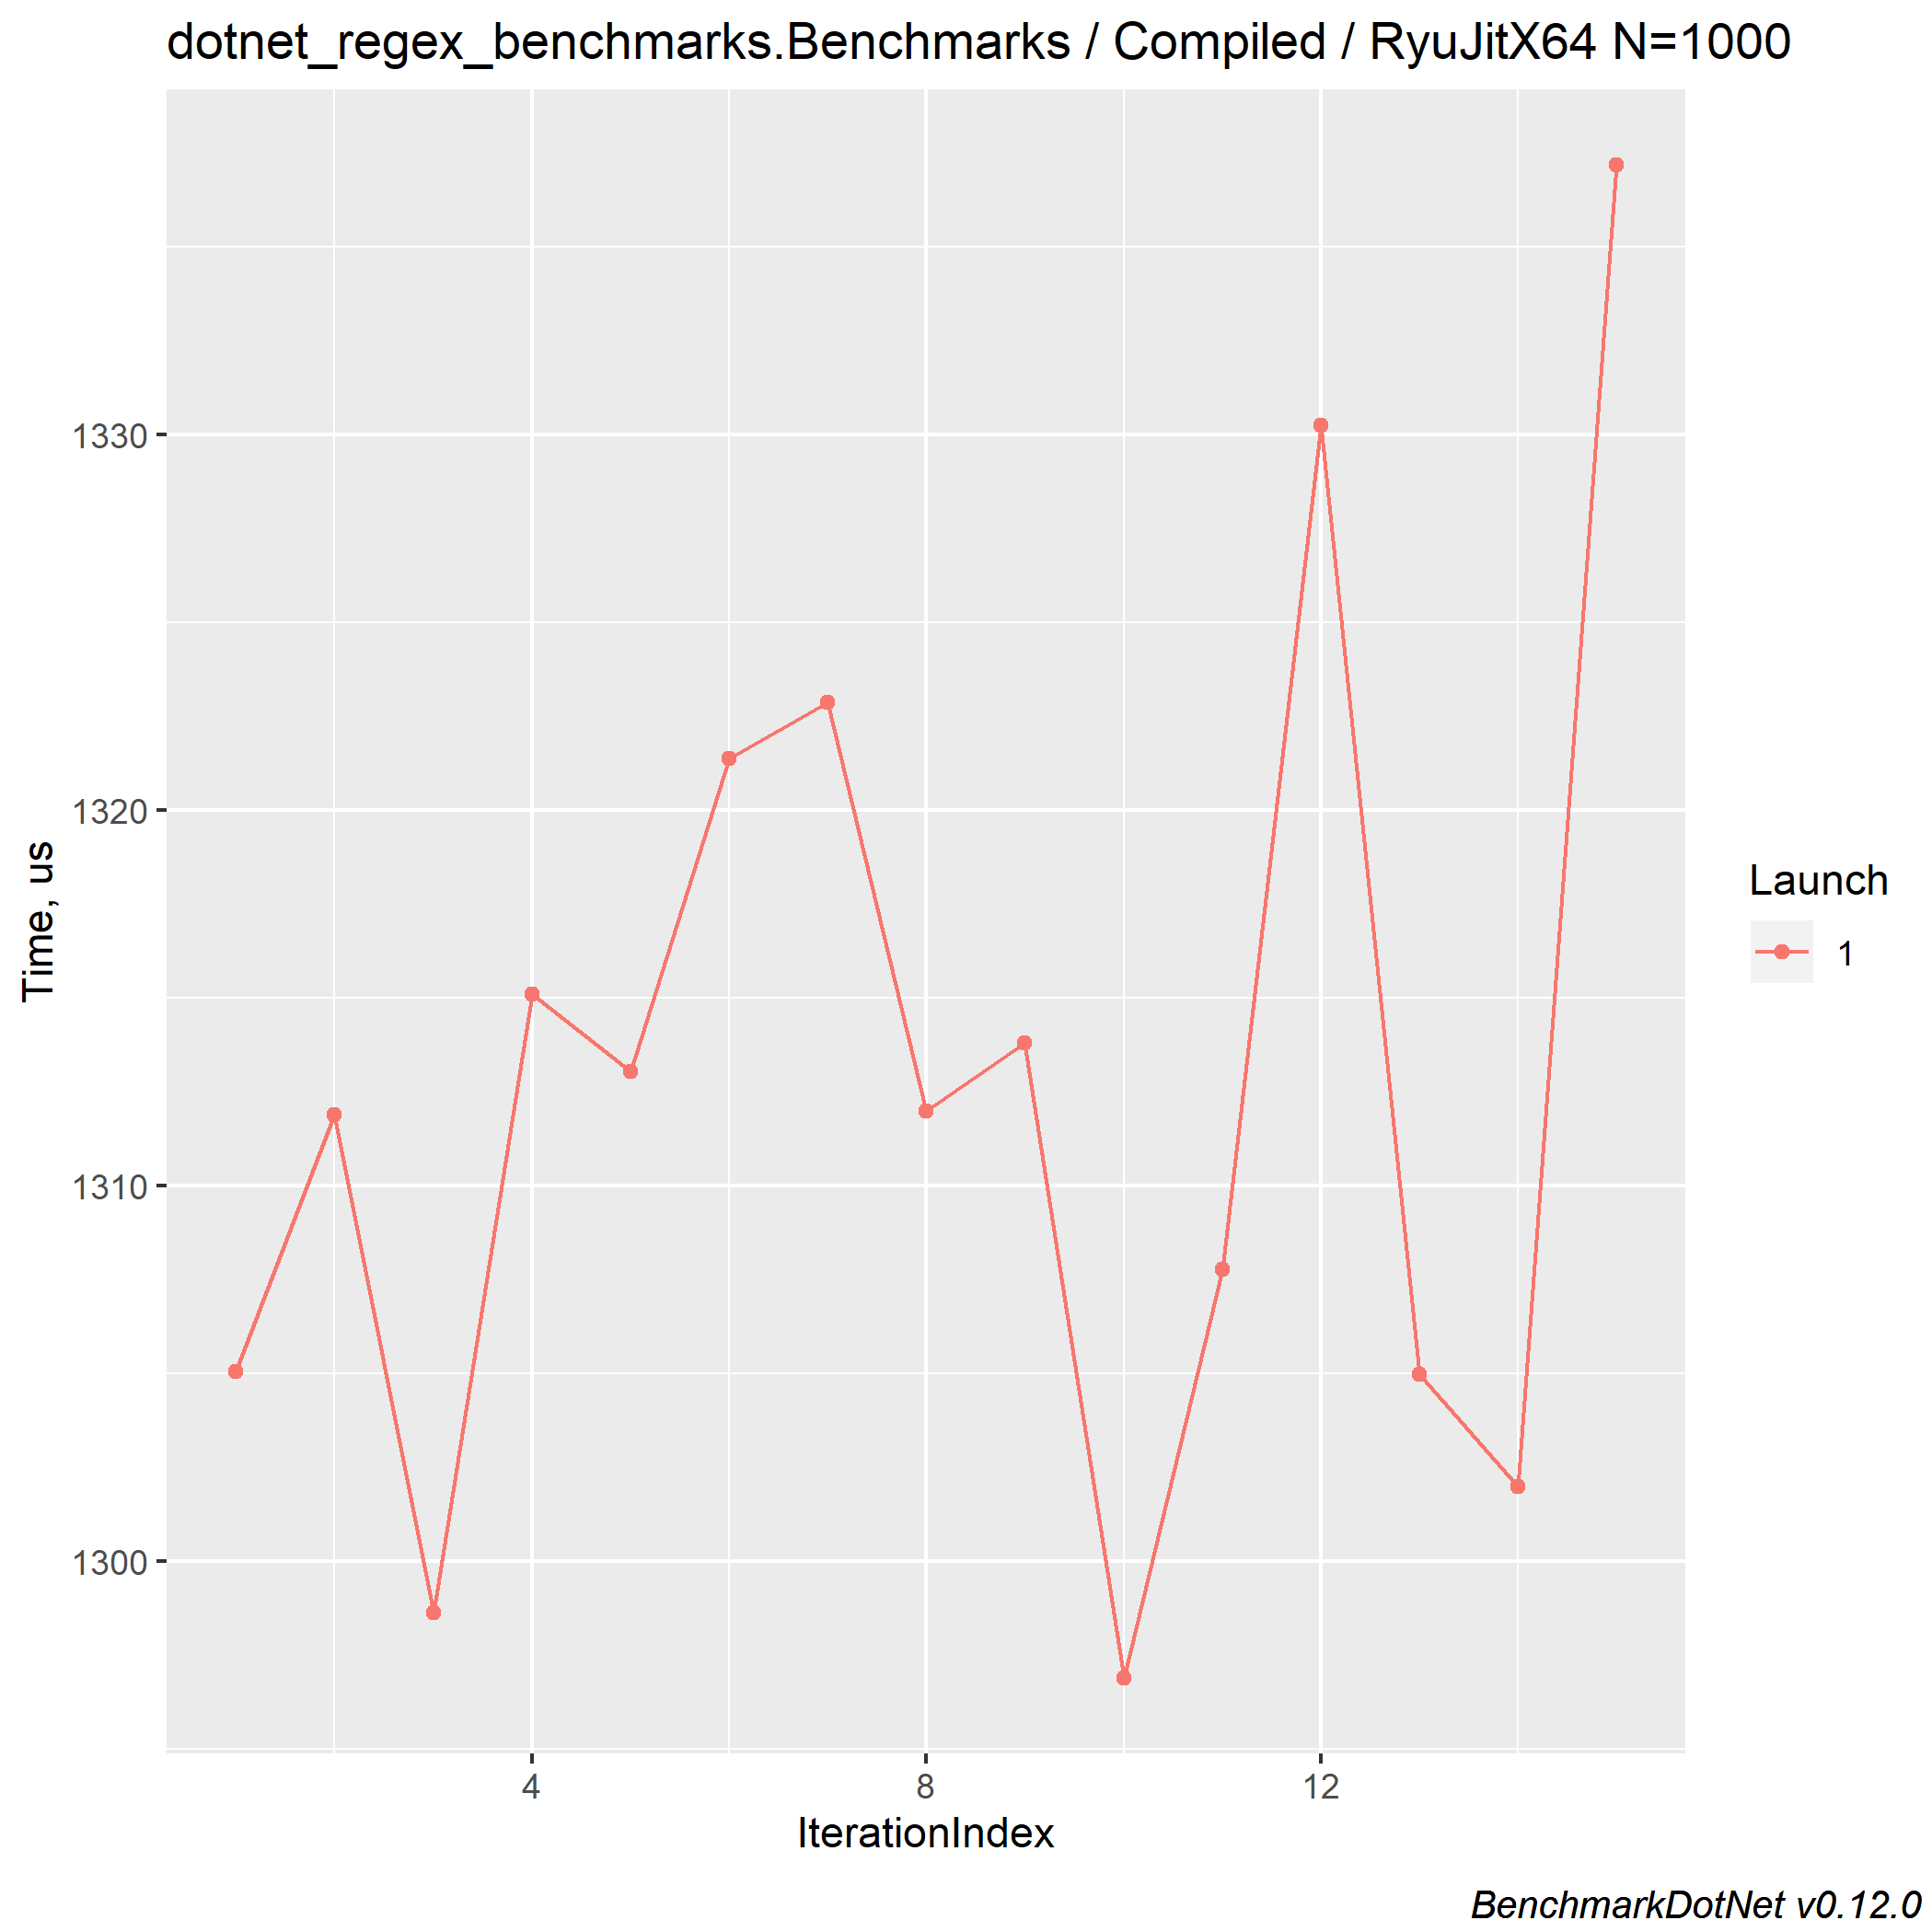 dotnet_regex_benchmarks.Benchmarks / Compiled / RyuJitX64 N=1000
1330
1320
1310
1300
Time, us
4 8 12
IterationIndex
Launch
1
BenchmarkDotNet v0.12.0